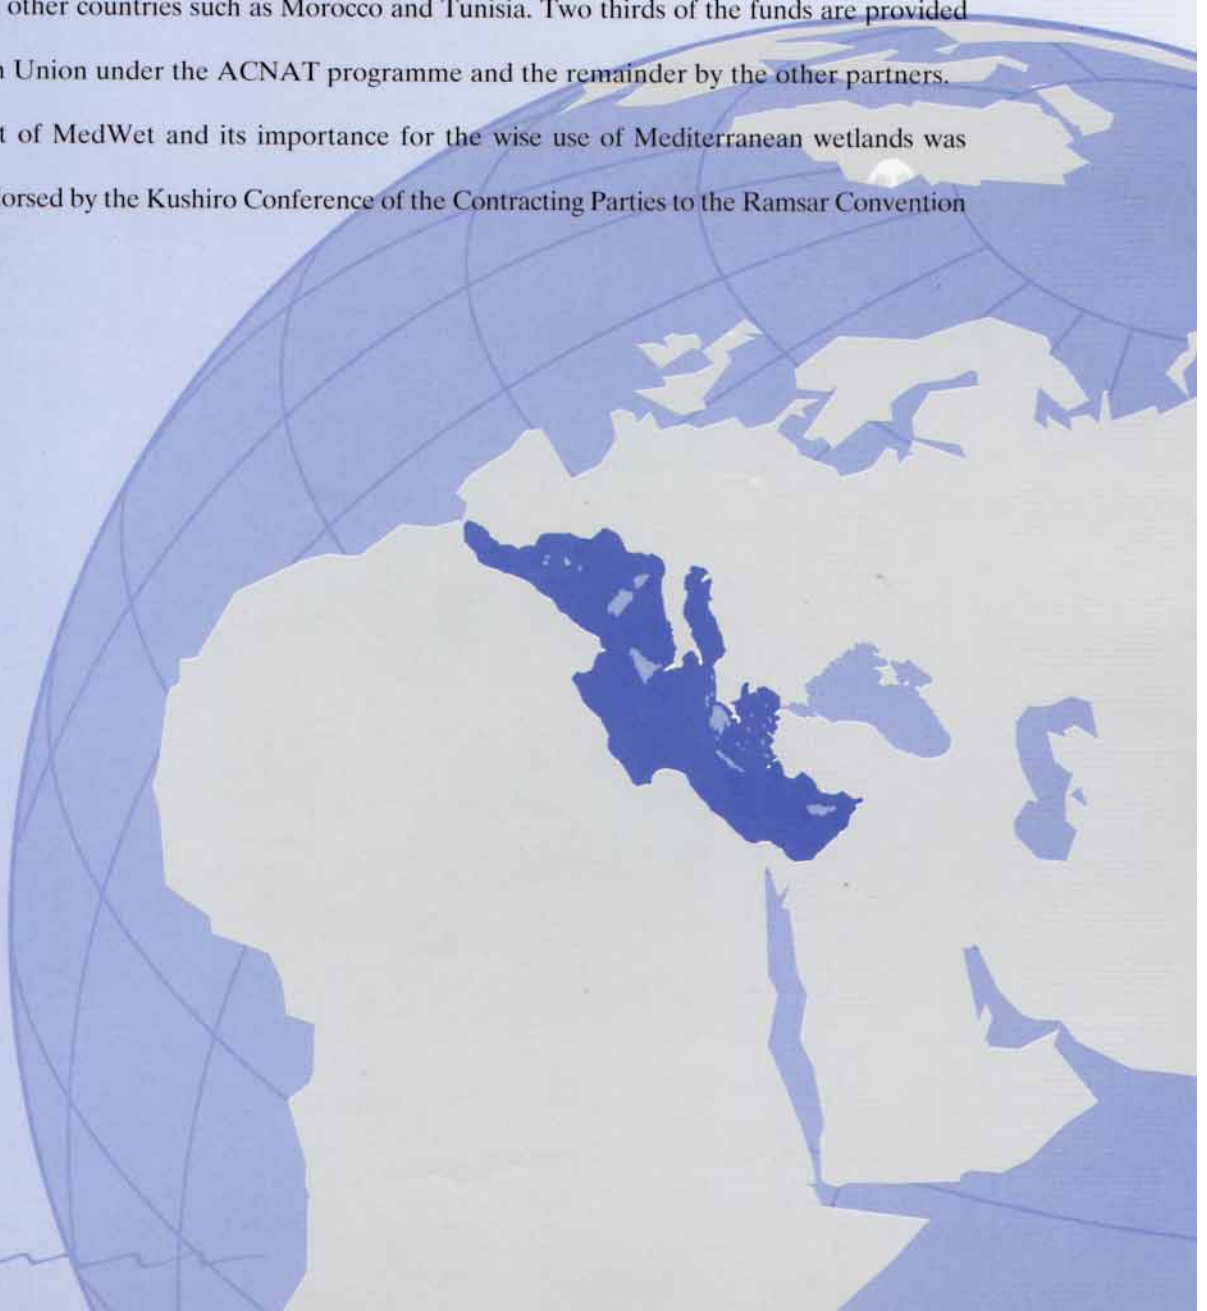 other countries such as Morocco and Tunisia. Two thirds of the funds are provided
Union under the ACNAT programme and the remainder by the other partners.
of MedWet and its importance for the wise use of Mediterranean wetlands was
orsed by the Kushiro Conference of the Contracting Parties to the Ramsar Convention